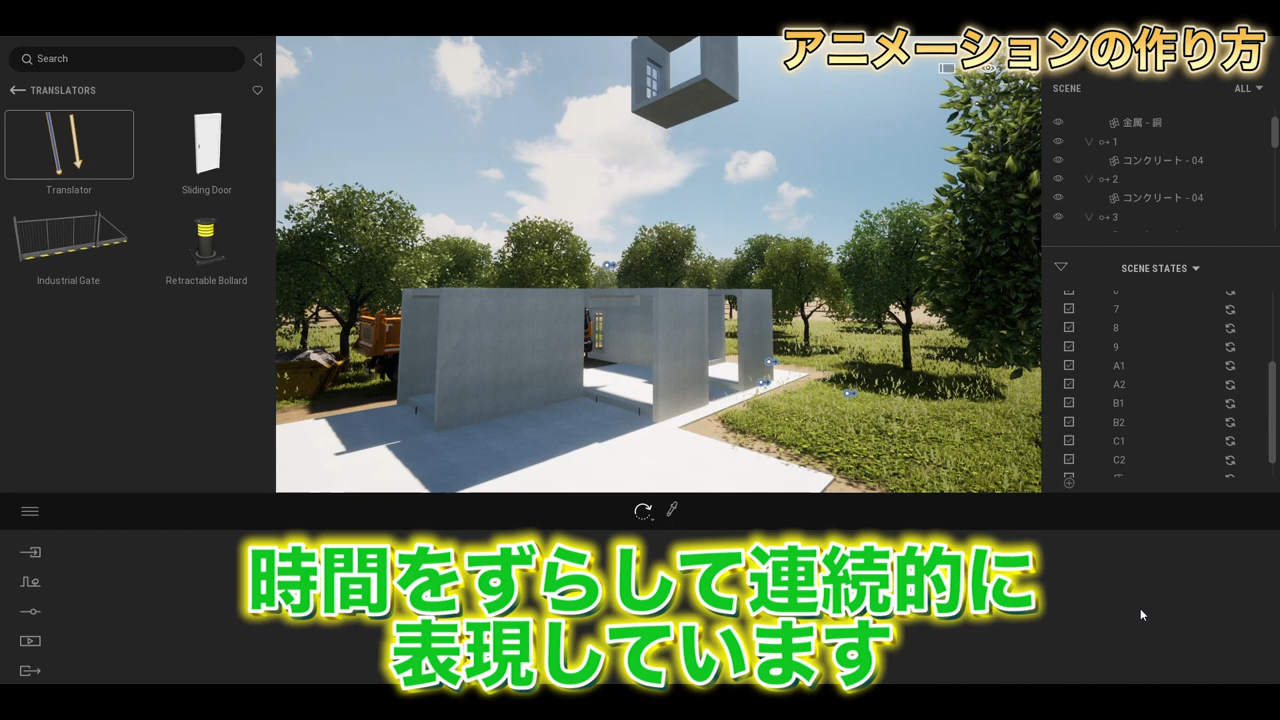 アニメーションの作り方
Search
TRANSLATORS
Translator
Sliding Door
Industrial Gate
Retractable Bollard
SCENE
ALL
金属 - 鋼
1
コンクリート - 04
2
コンクリート - 04
3
SCENE STATES
7
8
9
A1
A2
B1
B2
C1
C2
時間をずらして連続的に
表現しています